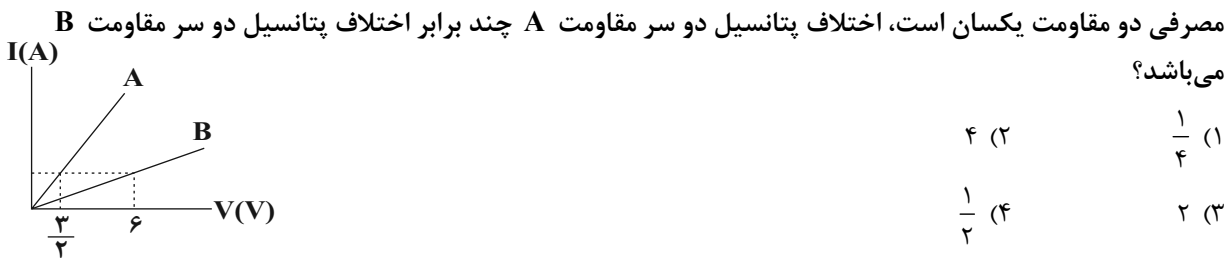 مصرفی دو مقاومت یکسان است، اختلاف پتانسیل دو سر مقاومت A چند برابر اختلاف پتانسیل دو سر مقاومت B
می‌باشد؟
۱) ۱/۴
۲) ۴
۳) ۲
۴) ۱/۲
I(A)
A
B
V(V)
۳/۲
۶